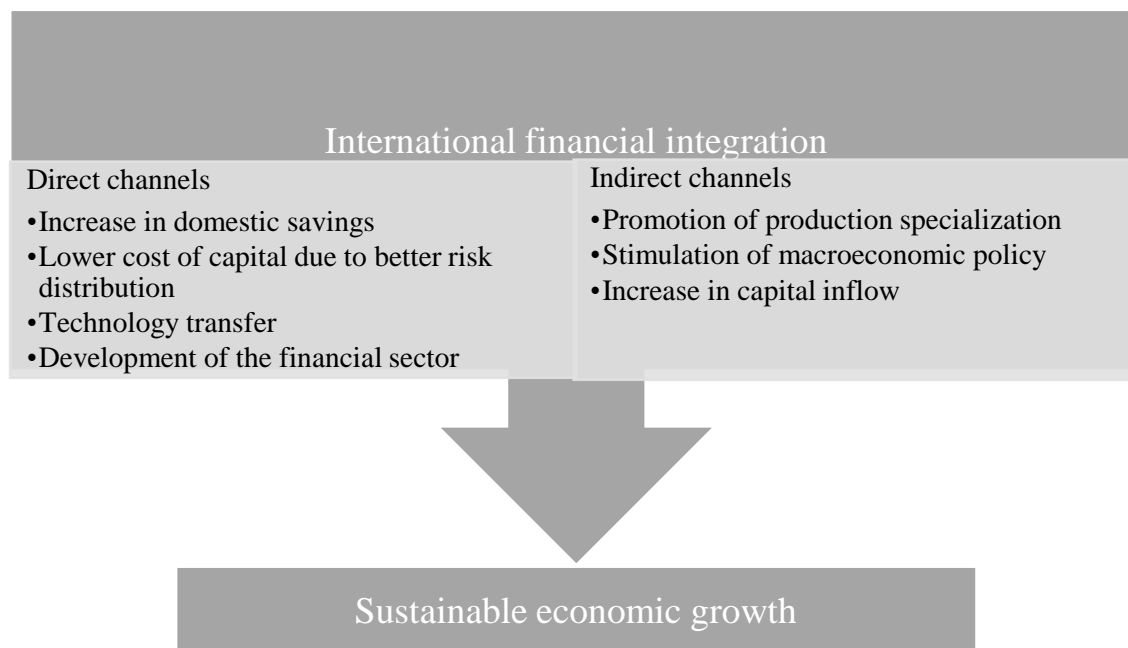 International financial integration
Direct channels
•Increase in domestic savings
•Lower cost of capital due to better risk
distribution
•Technology transfer
•Development of the financial sector
Indirect channels
•Promotion of production specialization
•Stimulation of macroeconomic policy
•Increase in capital inflow
Sustainable economic growth